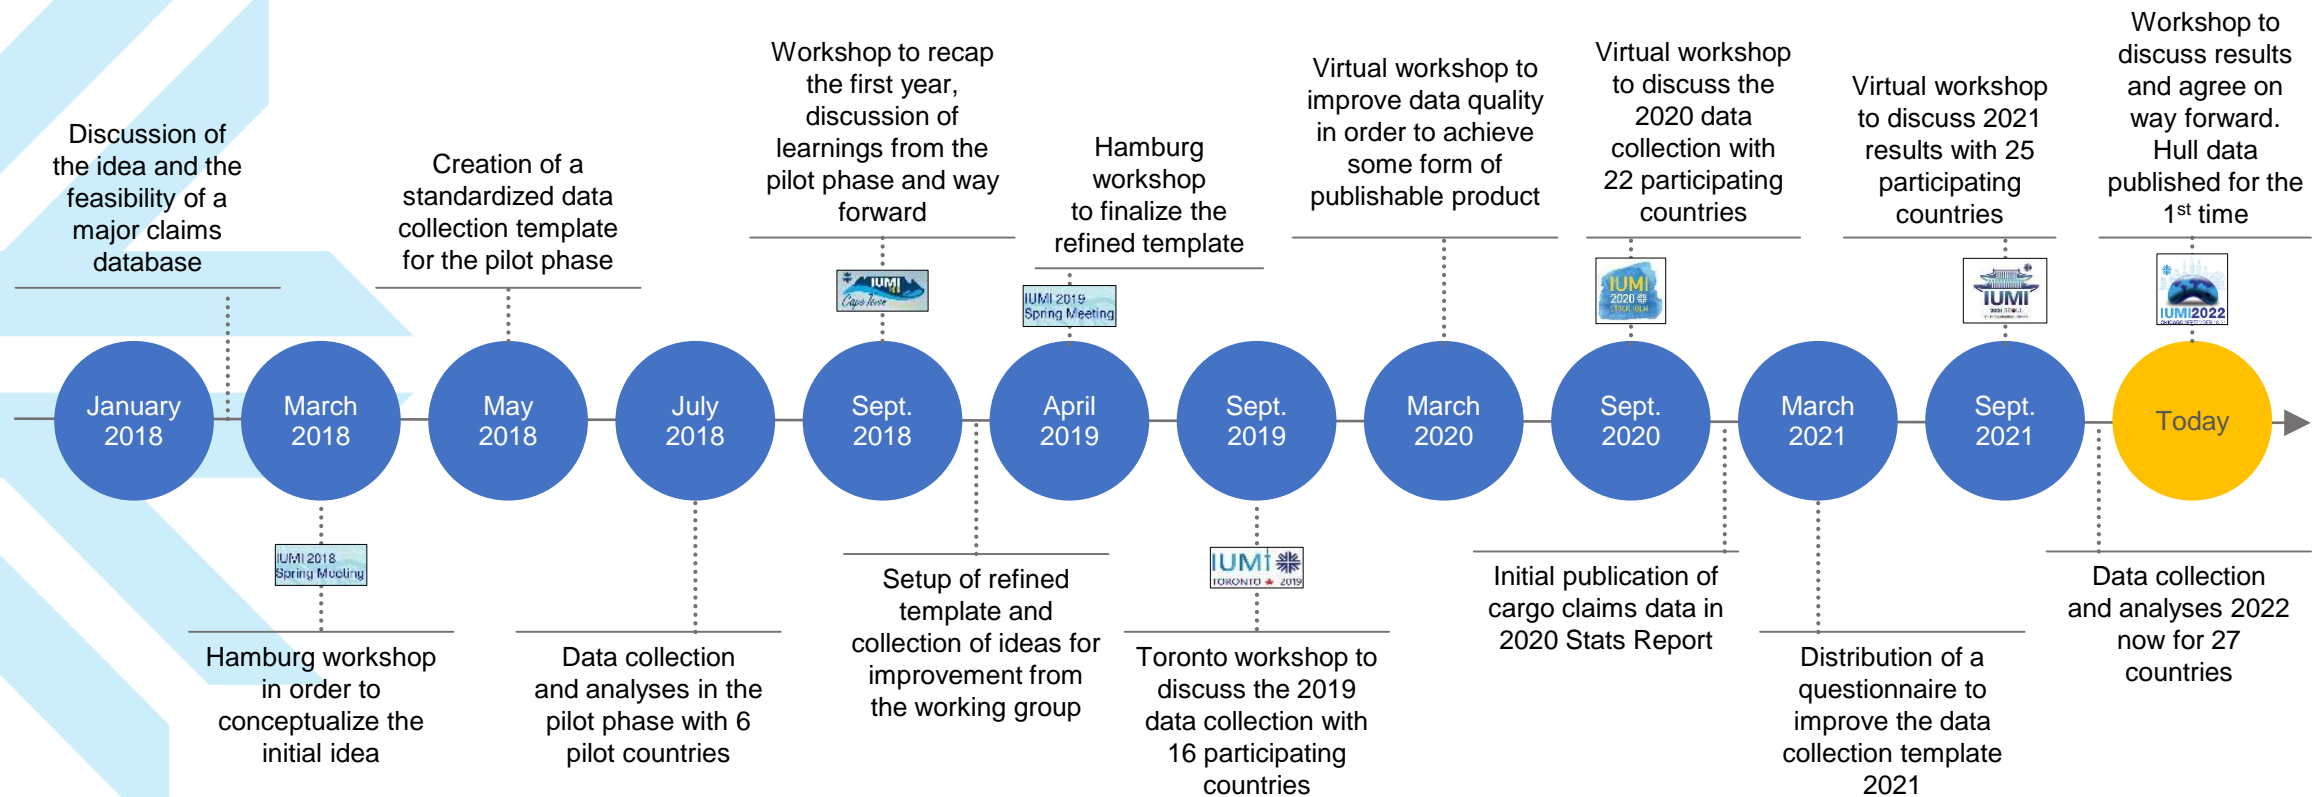 Discussion of
the idea and the
feasibility of a
major claims
database
Creation of a
standardized data
collection template
for the pilot phase
Workshop to recap
the first year,
discussion of
learnings from the
pilot phase and way
forward
Hamburg
workshop
to finalize the
refined template
Virtual workshop to
improve data quality
in order to achieve
some form of
publishable product
Virtual workshop
to discuss the
2020 data
collection with
22 participating
countries
Virtual workshop
to discuss 2021
results with 25
participating
countries
Workshop to
discuss results
and agree on
way forward.
Hull data
published for the
1st time
IUMI
Cape Town
IUMI 2019
Spring Meeting
IUMI
2020
STOCKHOLM
IUMI
2021 SEOUL
IUMI2022
January
2018
March
2018
May
2018
July
2018
Sept.
2018
April
2019
Sept.
2019
March
2020
Sept.
2020
March
2021
Sept.
2021
Today
IUMI 2018
Spring Meeting
IUMI
TORONTO 2019
Hamburg workshop
in order to
conceptualize the
initial idea
Data collection
and analyses in the
pilot phase with 6
pilot countries
Setup of refined
template and
collection of ideas for
improvement from
the working group
Toronto workshop to
discuss the 2019
data collection with
16 participating
countries
Initial publication of
cargo claims data in
2020 Stats Report
Distribution of a
questionnaire to
improve the data
collection template
2021
Data collection
and analyses 2022
now for 27
countries